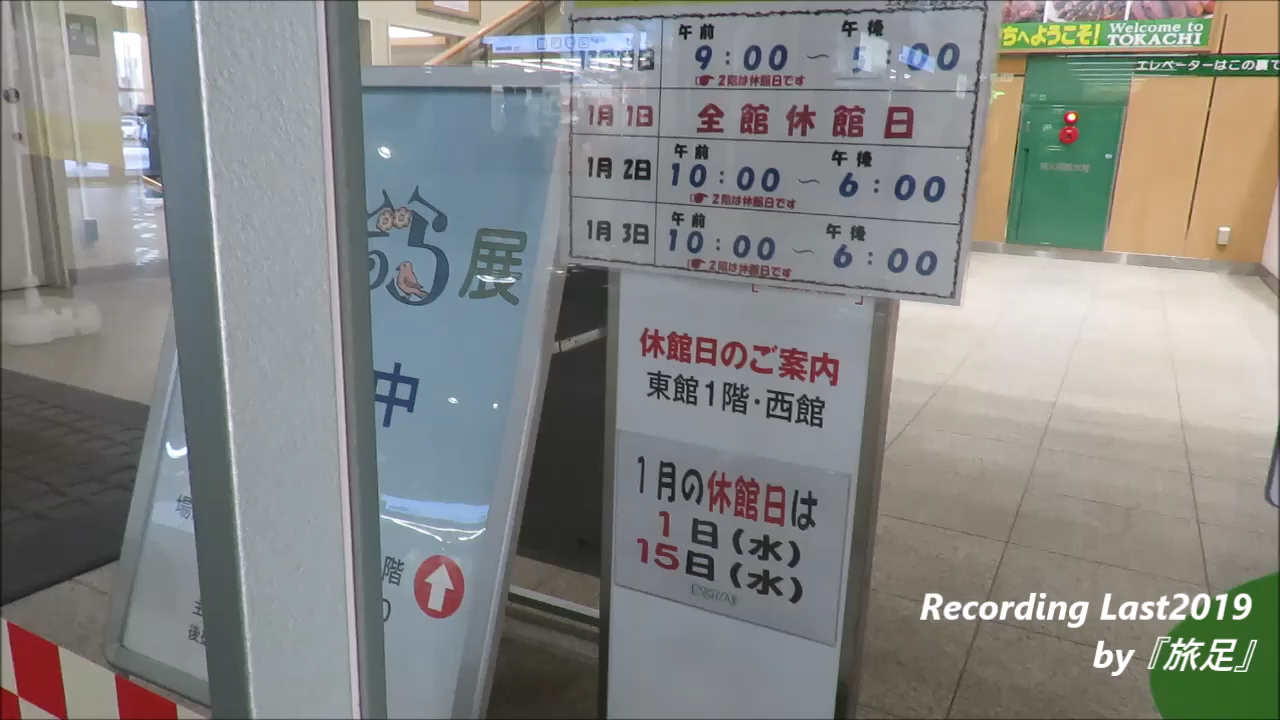 午前 午後
9:00 ～ 5:00
2階は休館日です
1月 1日 全館休館日
午前 午後
1月 2日 10:00 ～ 6:00
2階は休館日です
午前 午後
1月 3日 10:00 ～ 6:00
2階は休館日です
休館日のご案内
東館1階・西館
1月の休館日は
1日(水)
15日(水)
展
中
場
階
ちへようこそ!
Welcome to
TOKACHI
エレベーターはこの裏で
Recording Last2019
by『旅足』